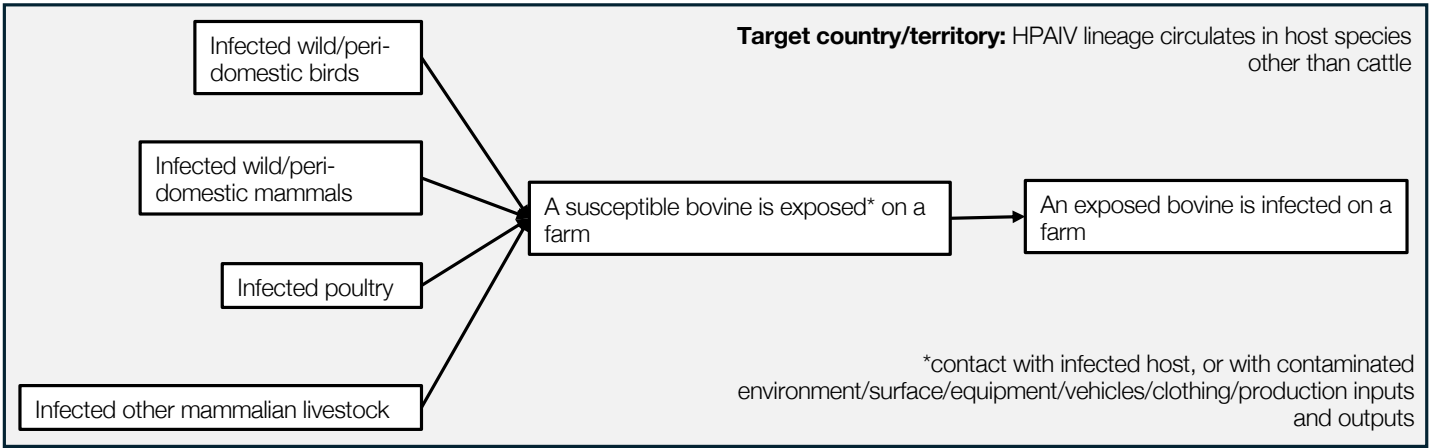 Target country/territory: HPAIV lineage circulates in host species
other than cattle
Infected wild/peri-
domestic birds
Infected wild/peri-
domestic mammals
Infected poultry
Infected other mammalian livestock
A susceptible bovine is exposed* on a
farm
An exposed bovine is infected on a
farm
*contact with infected host, or with contaminated
environment/surface/equipment/vehicles/clothing/production inputs
and outputs